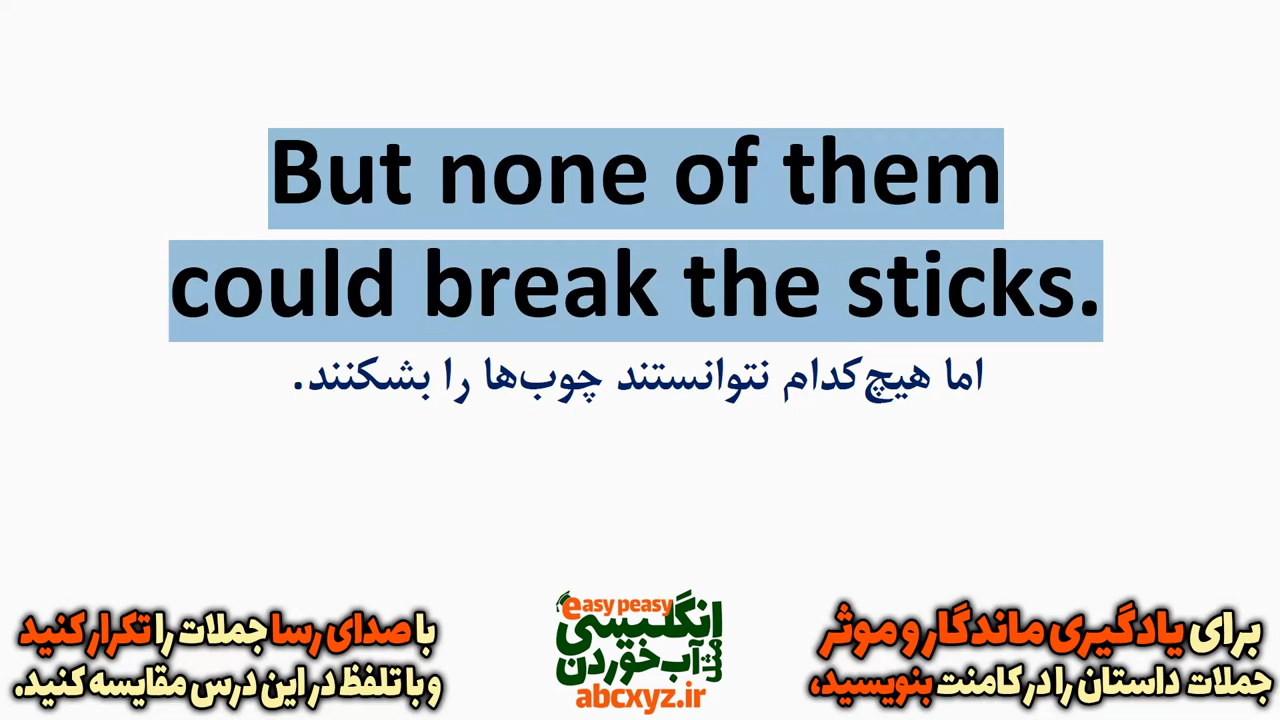 But none of them
could break the sticks.
اما هیچ‌کدام نتوانستند چوب‌ها را بشکنند.
برای یادگیری ماندگار و موثر
جملات داستان را در کامنت بنویسید،
easy peasy
انگلیسی
مثل آب خوردن
abcxyz.ir
با صدای رسا جملات را تکرار کنید
و با تلفظ در این درس مقایسه کنید.